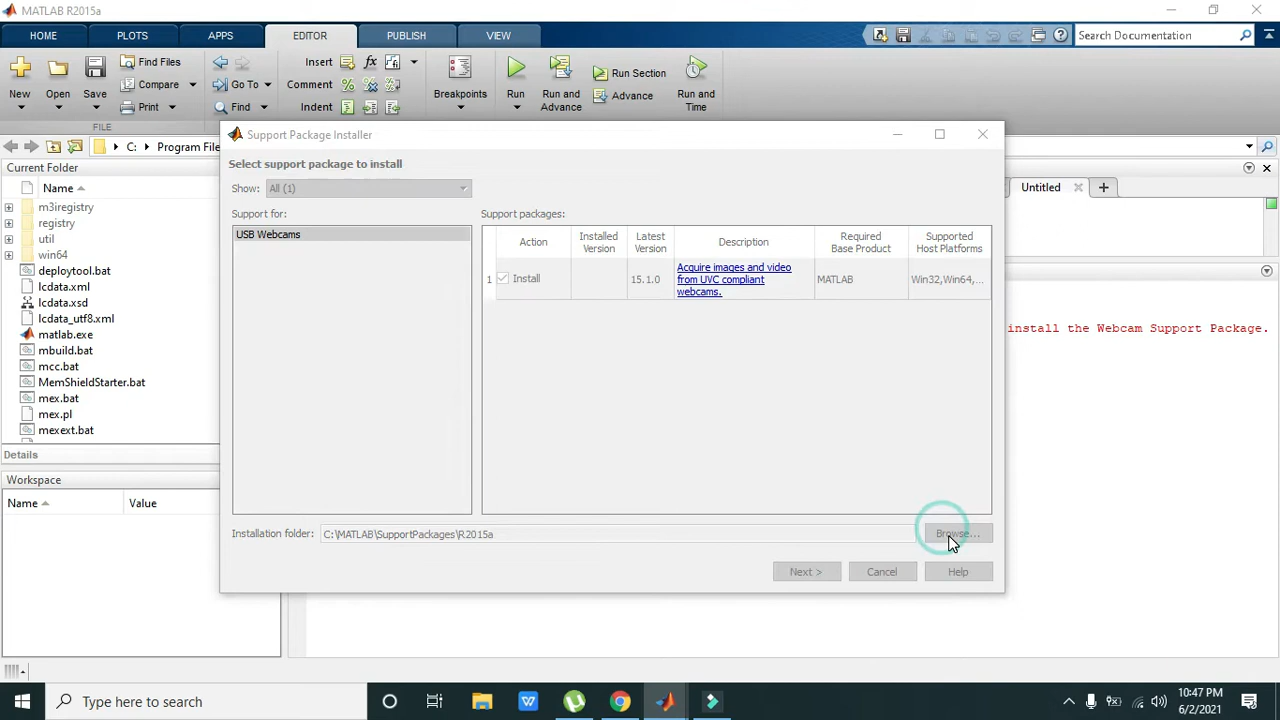 MATLAB R2015a
HOME PLOTS APPS EDITOR PUBLISH VIEW
Search Documentation
New Open Save
Find Files
Compare
Print
Go To
Find
Insert fx
Comment
Indent
Breakpoints
Run
Run and Advance
Run Section
Advance
Run and Time
FILE
C: Program File
Current Folder
Name
m3iregistry
registry
util
win64
deploytool.bat
lcdata.xml
lcdata.xsd
lcdata_utf8.xml
matlab.exe
mbuild.bat
mcc.bat
MemShieldStarter.bat
mex.bat
mex.pl
mexext.bat
Details
Workspace
Name Value
Untitled
install the Webcam Support Package.
Support Package Installer
Select support package to install
Show: All (1)
Support for:
USB Webcams
Support packages:
Action Installed Version Latest Version Description Required Base Product Supported Host Platforms
1 Install 15.1.0 Acquire images and video from UVC compliant webcams. MATLAB Win32,Win64,...
Installation folder: C:\MATLAB\SupportPackages\R2015a Browse...
Next > Cancel Help
Type here to search
10:47 PM
6/2/2021